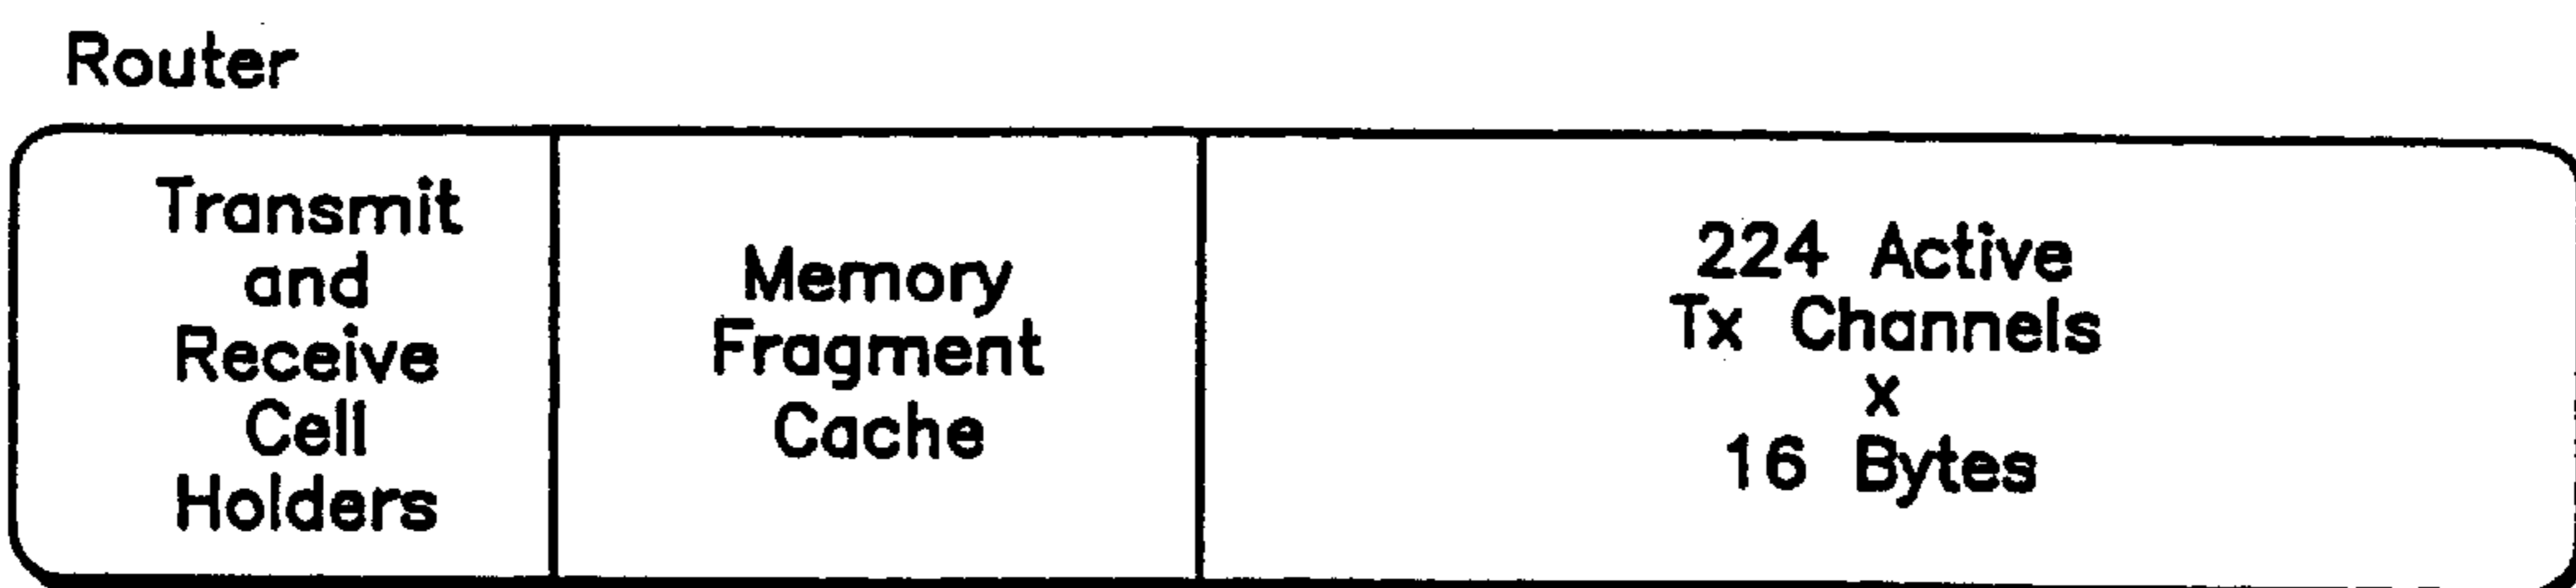 Router
Transmit
and
Receive
Cell
Holders
Memory
Fragment
Cache
224 Active
Tx Channels
x
16 Bytes